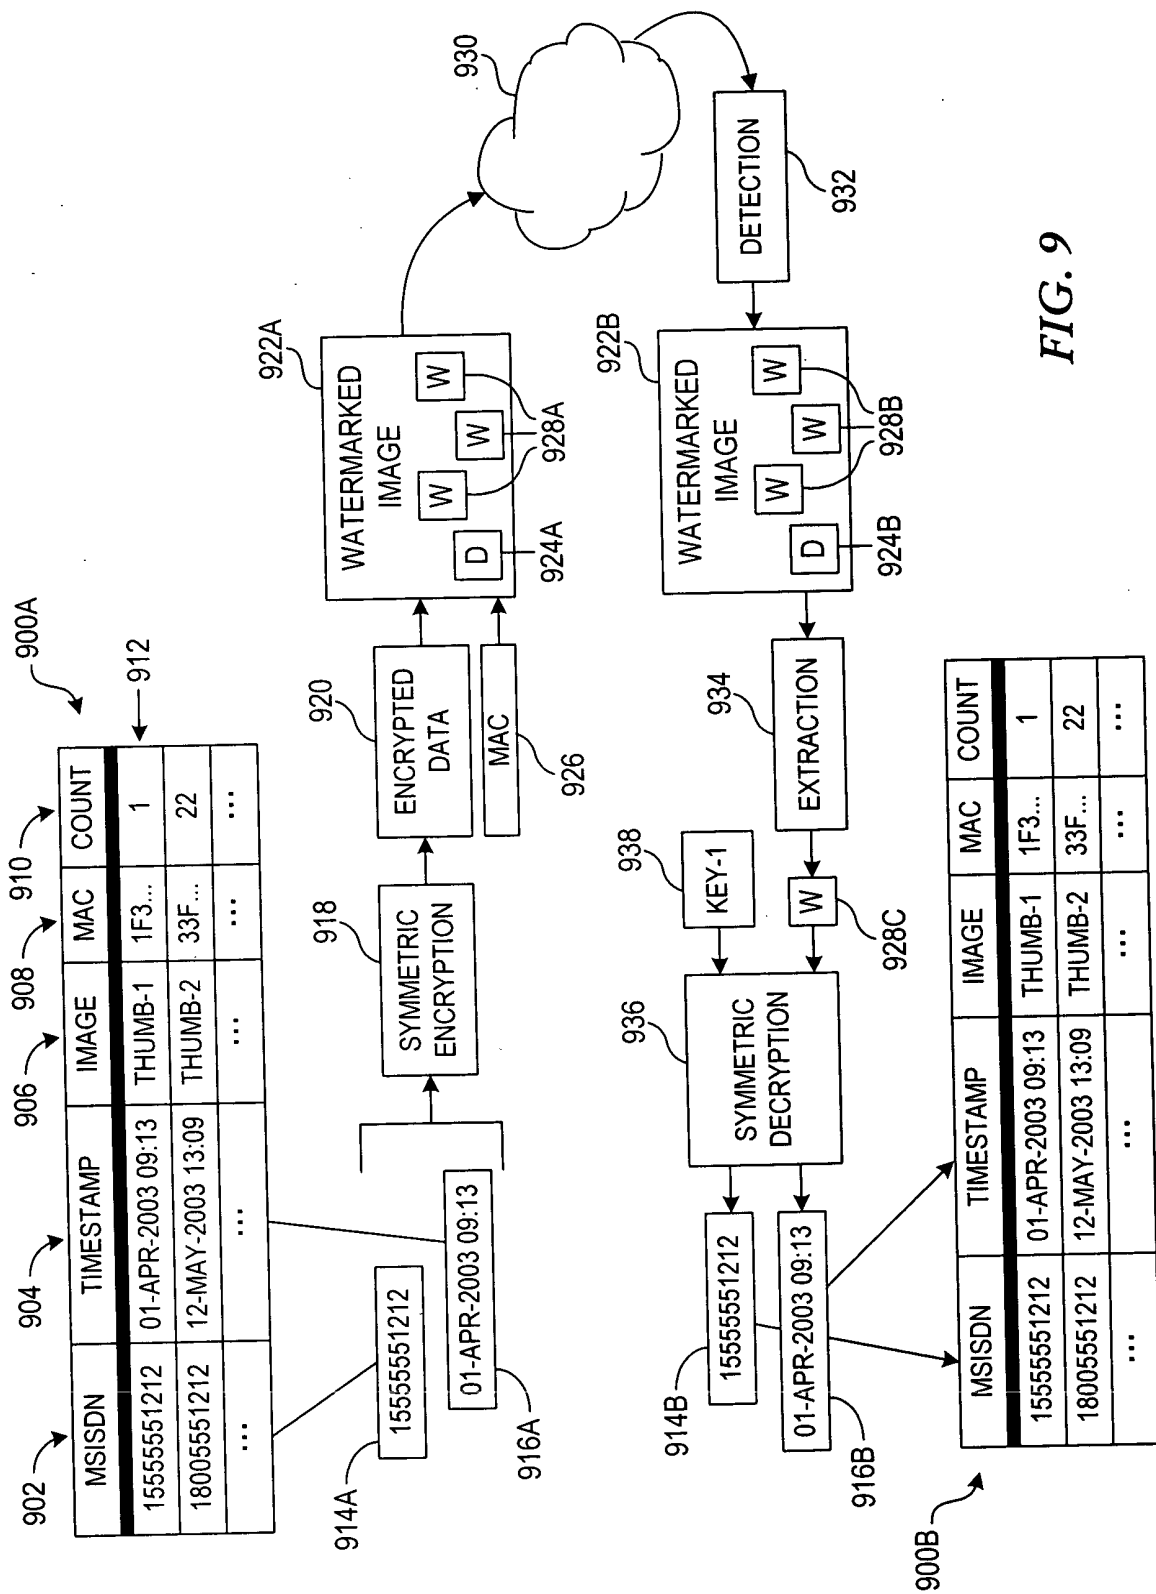 900A
902
904
906
908
910
MSISDN TIMESTAMP IMAGE MAC COUNT
15555551212 01-APR-2003 09:13 THUMB-1 1F3... 1
18005551212 12-MAY-2003 13:09 THUMB-2 33F... 22
... ... ... ... ...
912
914A
15555551212
01-APR-2003 09:13
916A
918
SYMMETRIC
ENCRYPTION
920
ENCRYPTED
DATA
MAC
926
922A
WATERMARKED
IMAGE
D W W W
924A
928A
930
DETECTION
932
922B
WATERMARKED
IMAGE
D W W W
924B
928B
934
EXTRACTION
938
KEY-1
W
928C
936
SYMMETRIC
DECRYPTION
914B
15555551212
01-APR-2003 09:13
916B
900B
MSISDN TIMESTAMP IMAGE MAC COUNT
15555551212 01-APR-2003 09:13 THUMB-1 1F3... 1
18005551212 12-MAY-2003 13:09 THUMB-2 33F... 22
... ... ... ... ...
FIG. 9